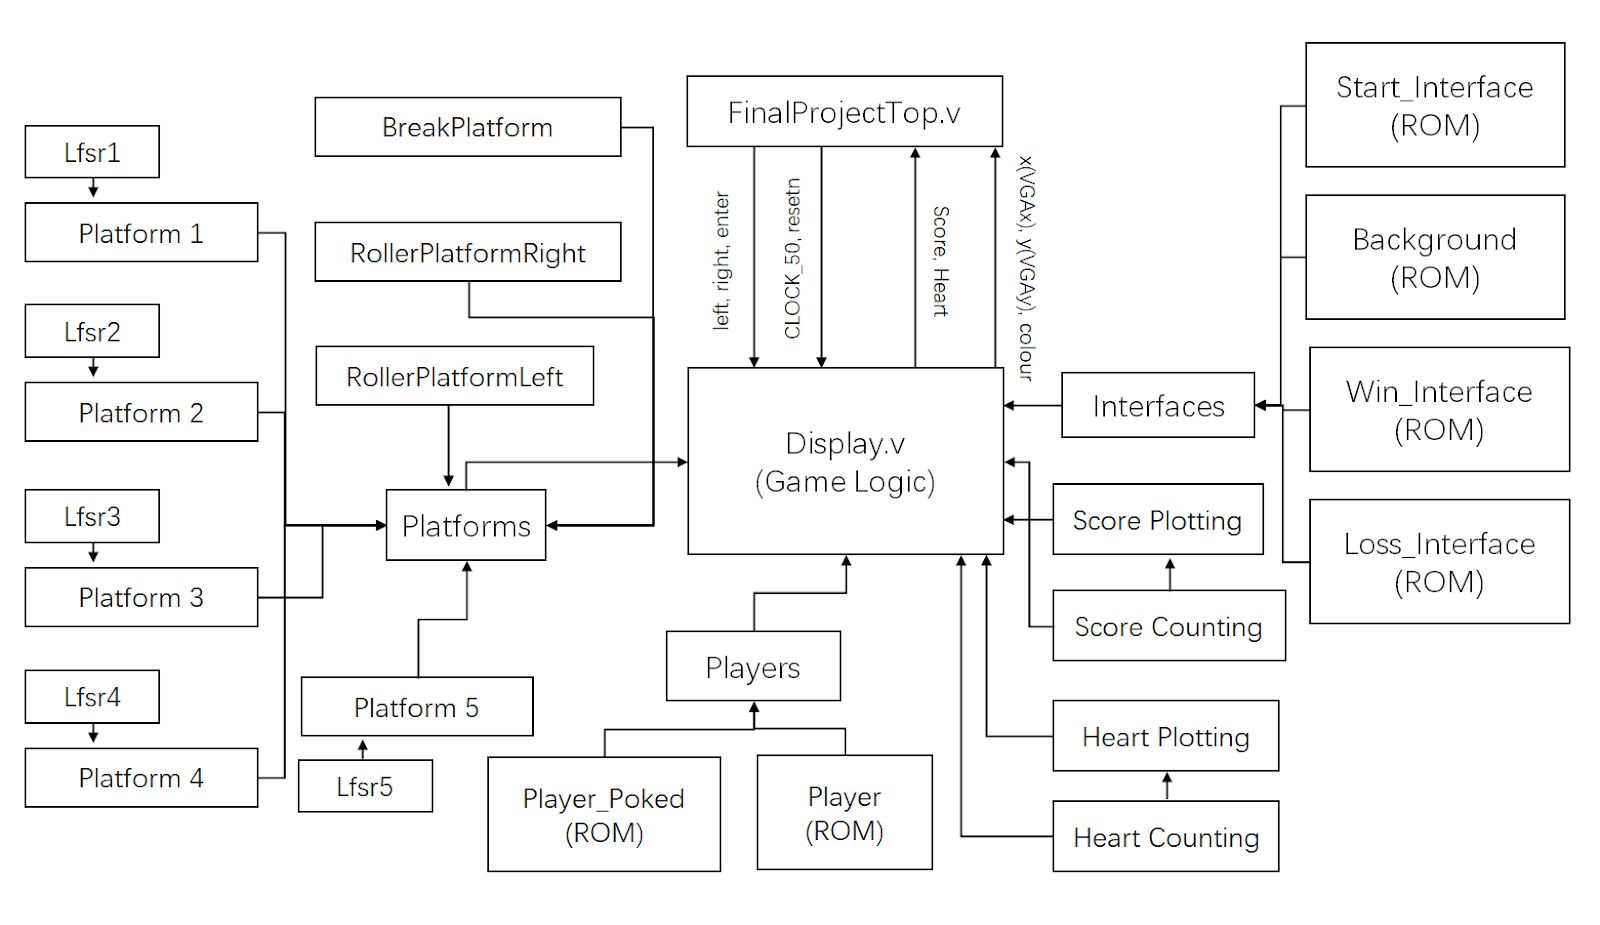 Start_Interface
(ROM)
FinalProjectTop.v
BreakPlatform
Lfsr1
Platform 1
left, right, enter
CLOCK_50, resetn
Score, Heart
x(VGAx), y(VGAy), colour
Background
(ROM)
RollerPlatformRight
Lfsr2
RollerPlatformLeft
Platform 2
Interfaces
Win_Interface
(ROM)
Display.v
(Game Logic)
Lfsr3
Platforms
Score Plotting
Loss_Interface
(ROM)
Platform 3
Score Counting
Players
Lfsr4
Platform 5
Heart Plotting
Platform 4
Lfsr5
Player_Poked
(ROM)
Player
(ROM)
Heart Counting